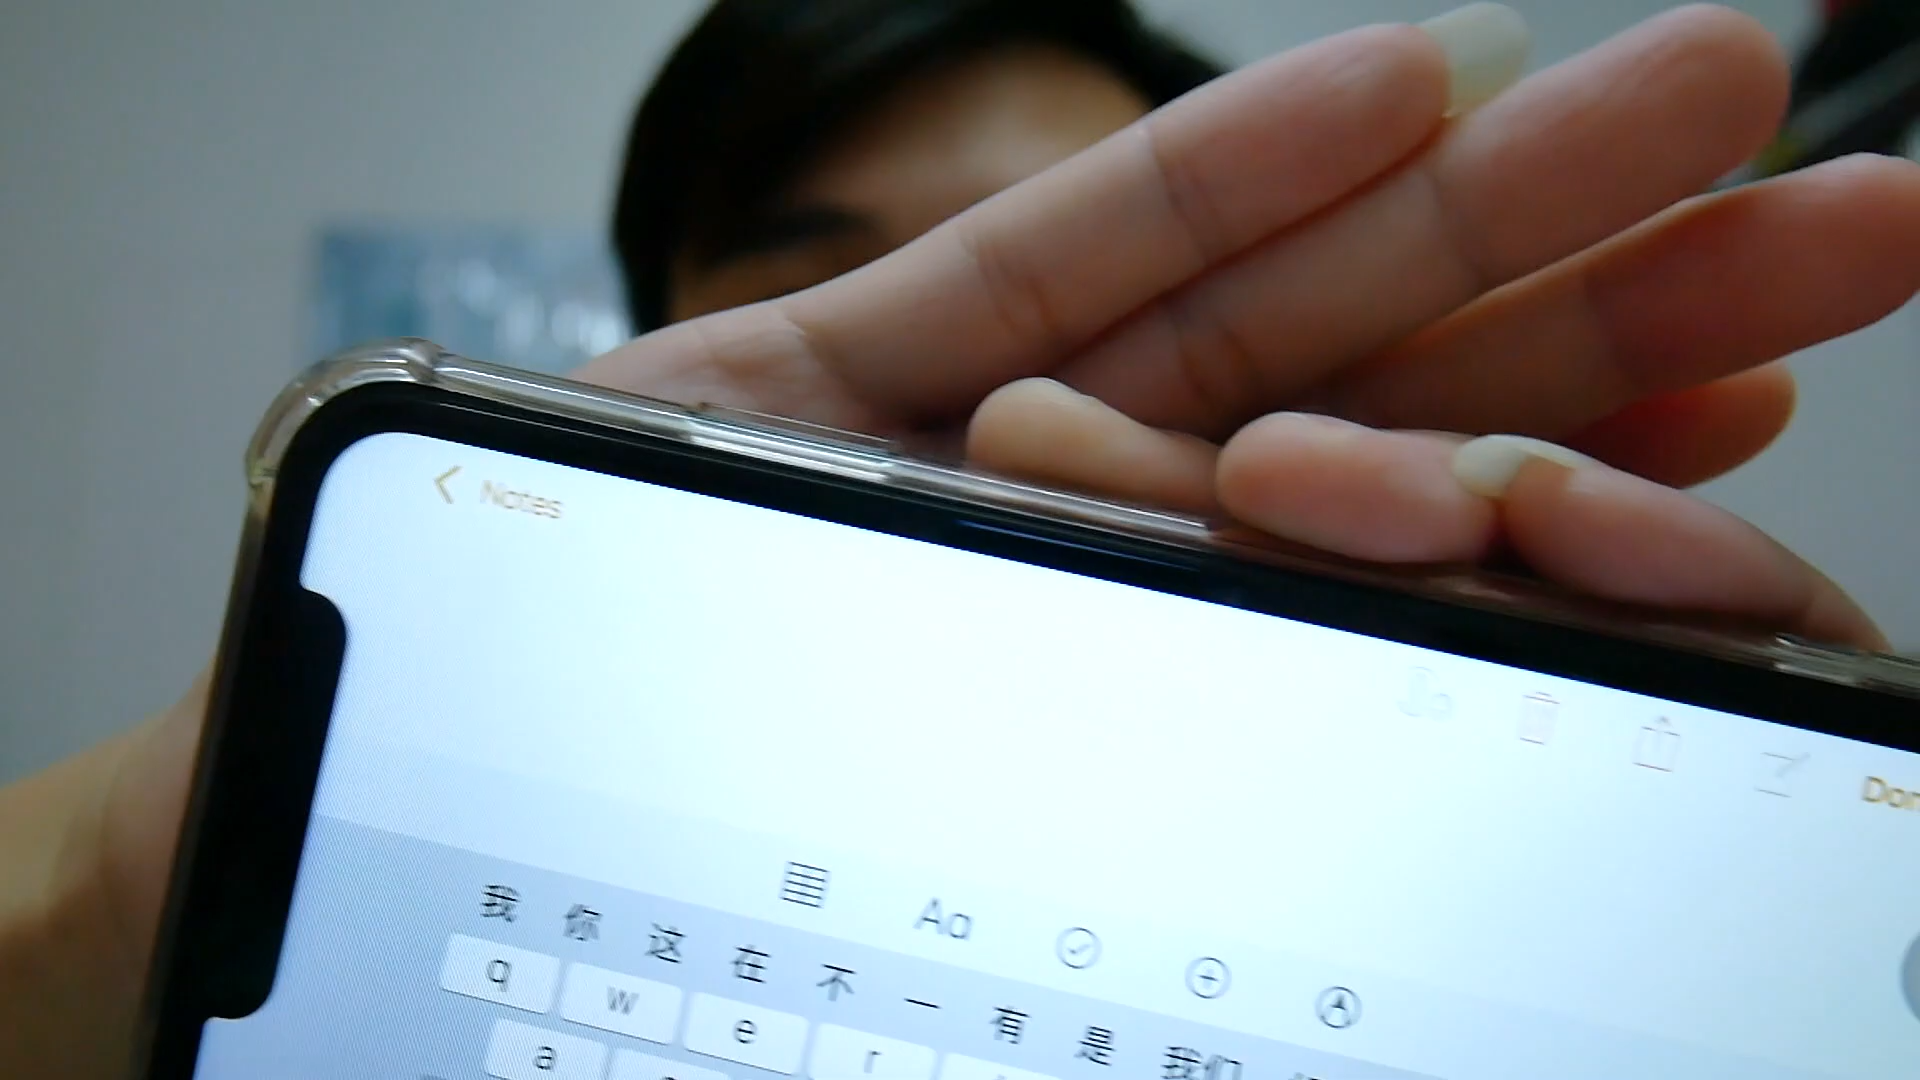 Notes
Aa
我 你 这 在 不 一 有 是 我们
q w e r
a